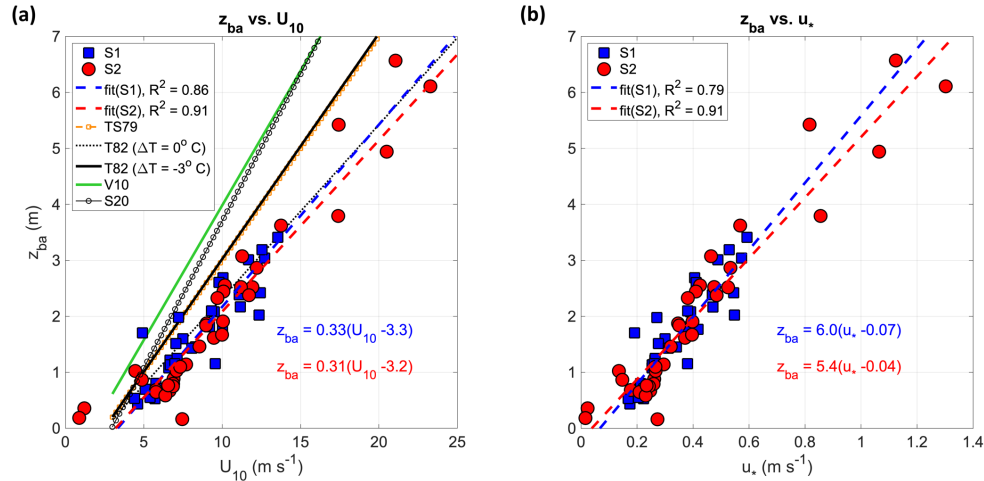 (a)
z_ba vs. U_10
S1
S2
fit(S1), R² = 0.86
fit(S2), R² = 0.91
TS79
T82 (ΔT = 0° C)
T82 (ΔT = -3° C)
V10
S20
z_ba = 0.33(U_10 -3.3)
z_ba = 0.31(U_10 -3.2)
7
6
5
4
3
2
1
0
z_ba (m)
0 5 10 15 20 25
U_10 (m s⁻¹)
(b)
z_ba vs. u_*
S1
S2
fit(S1), R² = 0.79
fit(S2), R² = 0.91
z_ba = 6.0(u_* -0.07)
z_ba = 5.4(u_* -0.04)
7
6
5
4
3
2
1
0
0 0.2 0.4 0.6 0.8 1 1.2 1.4
u_* (m s⁻¹)